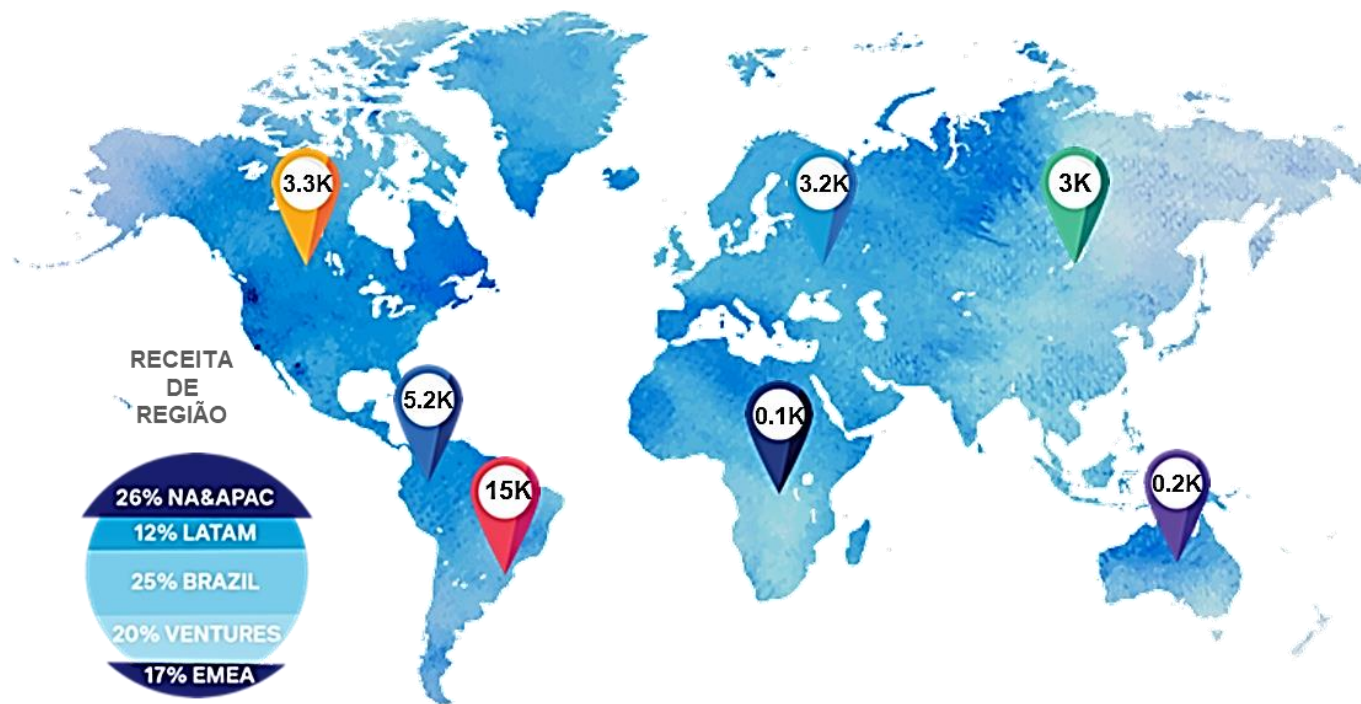 3.3K
3.2K
3K
RECEITA
DE
REGIÃO
5.2K
0.1K
15K
0.2K
26% NA&APAC
12% LATAM
25% BRAZIL
20% VENTURES
17% EMEA